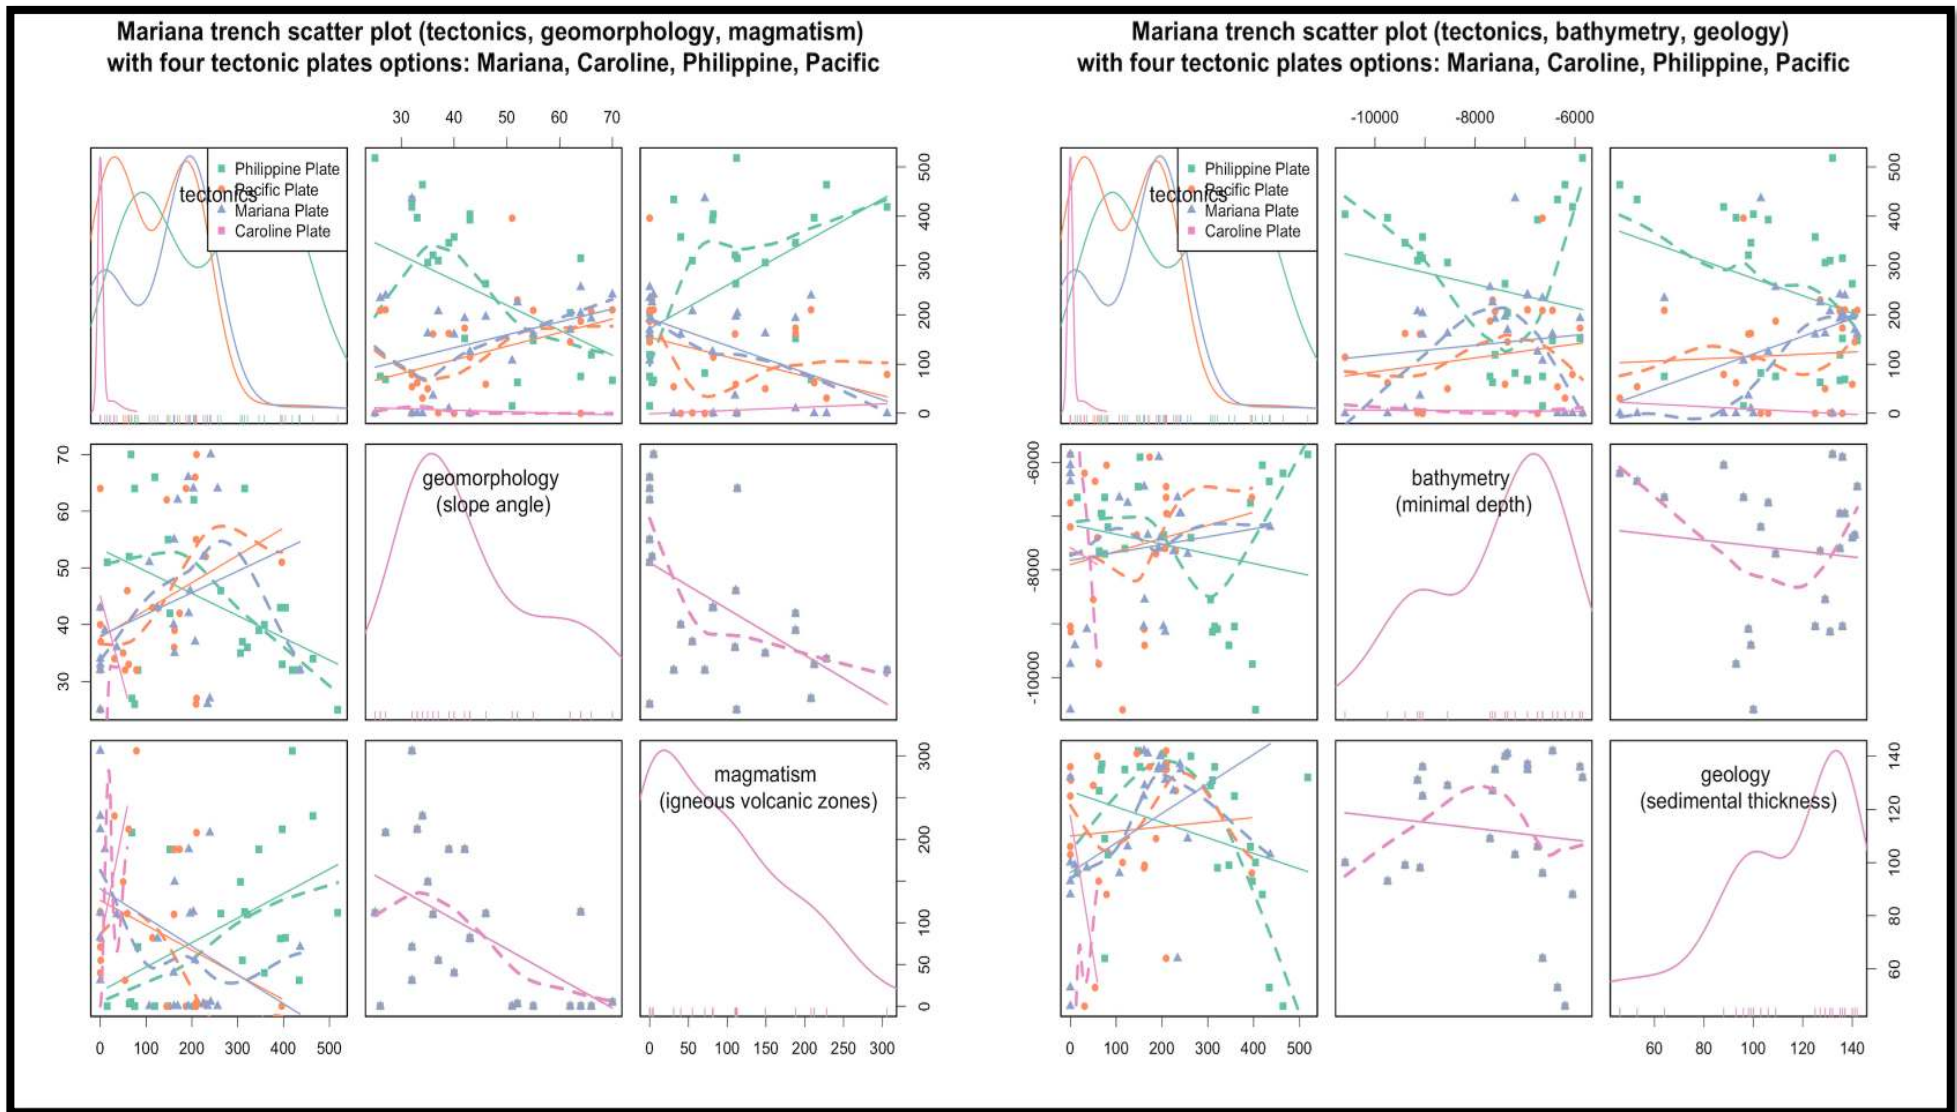 Mariana trench scatter plot (tectonics, geomorphology, magmatism)
with four tectonic plates options: Mariana, Caroline, Philippine, Pacific
30 40 50 60 70
tectonics
Philippine Plate
Pacific Plate
Mariana Plate
Caroline Plate
500
400
300
200
100
0
70
60
50
40
30
geomorphology
(slope angle)
magmatism
(igneous volcanic zones)
300
200
100
50
0
0 100 200 300 400 500
0 50 100 150 200 250 300
Mariana trench scatter plot (tectonics, bathymetry, geology)
with four tectonic plates options: Mariana, Caroline, Philippine, Pacific
-10000 -8000 -6000
tectonics
Philippine Plate
Pacific Plate
Mariana Plate
Caroline Plate
500
400
300
200
100
0
-6000
-8000
-10000
bathymetry
(minimal depth)
geology
(sedimental thickness)
140
120
100
80
60
0 100 200 300 400 500
60 80 100 120 140